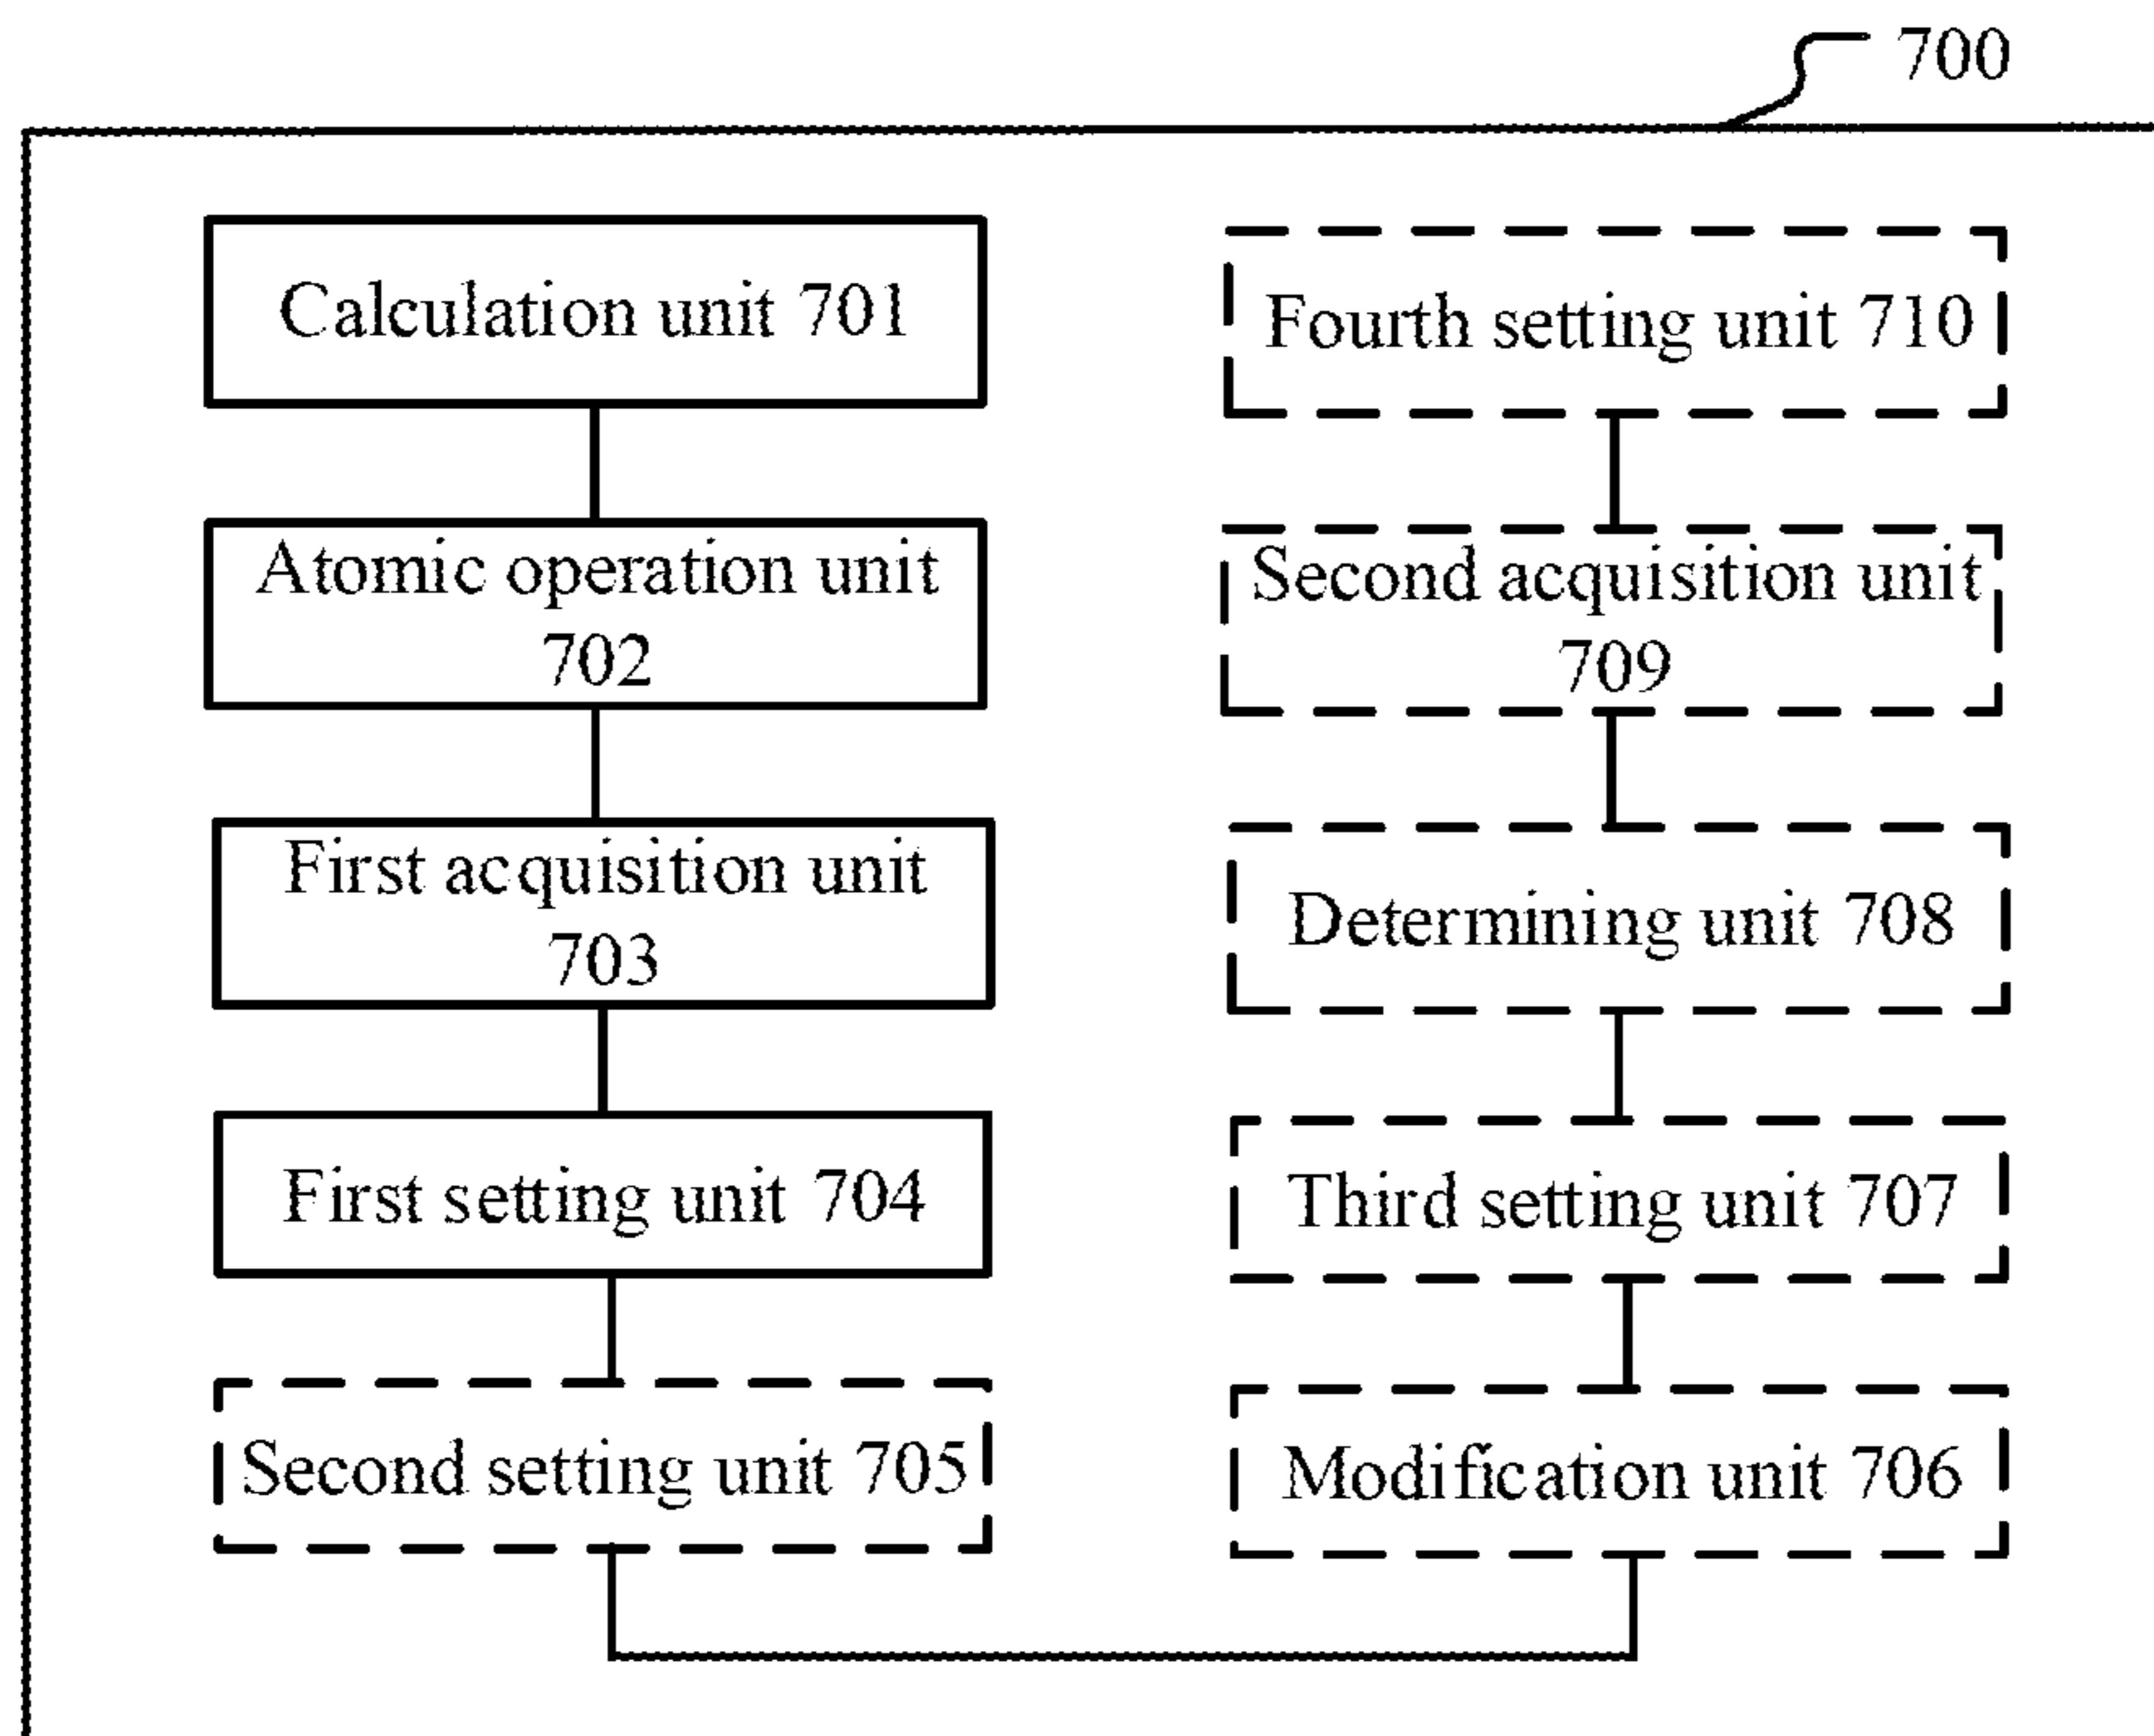 700
Calculation unit 701
Atomic operation unit
702
First acquisition unit
703
First setting unit 704
Second setting unit 705
Fourth setting unit 710
Second acquisition unit
709
Determining unit 708
Third setting unit 707
Modification unit 706